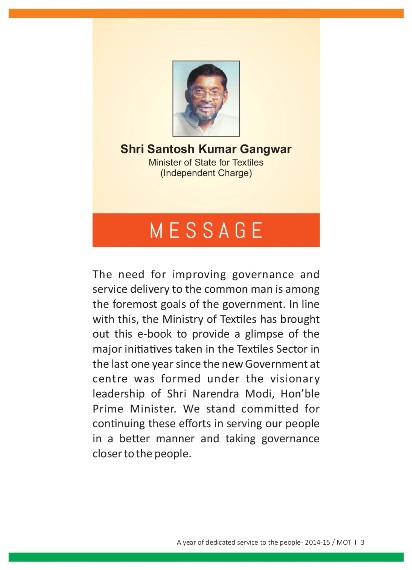 Shri Santosh Kumar Gangwar
Minister of State for Textiles
(Independent Charge)
MESSAGE
The need for improving governance and
service delivery to the common man is among
the foremost goals of the government. In line
with this, the Ministry of Textiles has brought
out this e-book to provide a glimpse of the
major initiatives taken in the Textiles Sector in
the last one year since the new Government at
centre was formed under the visionary
leadership of Shri Narendra Modi, Hon'ble
Prime Minister. We stand committed for
continuing these efforts in serving our people
in a better manner and taking governance
closer to the people.
A year of dedicated service to the people- 2014-15 / MOT I 3